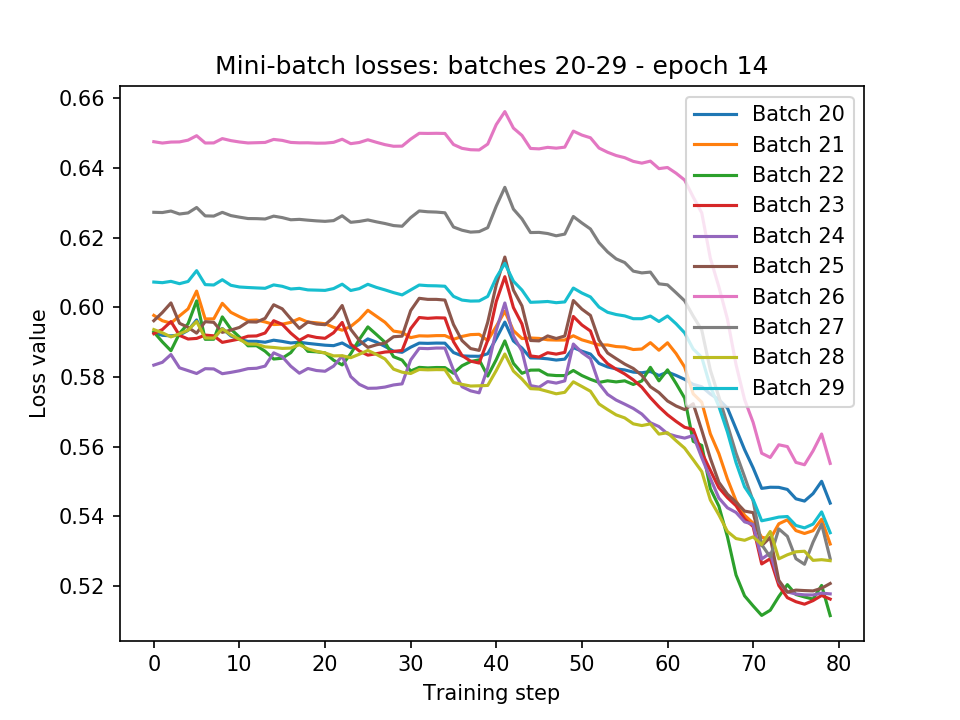 Mini-batch losses: batches 20-29 - epoch 14
Loss value
0.66
0.64
0.62
0.60
0.58
0.56
0.54
0.52
0 10 20 30 40 50 60 70 80
Training step
Batch 20
Batch 21
Batch 22
Batch 23
Batch 24
Batch 25
Batch 26
Batch 27
Batch 28
Batch 29